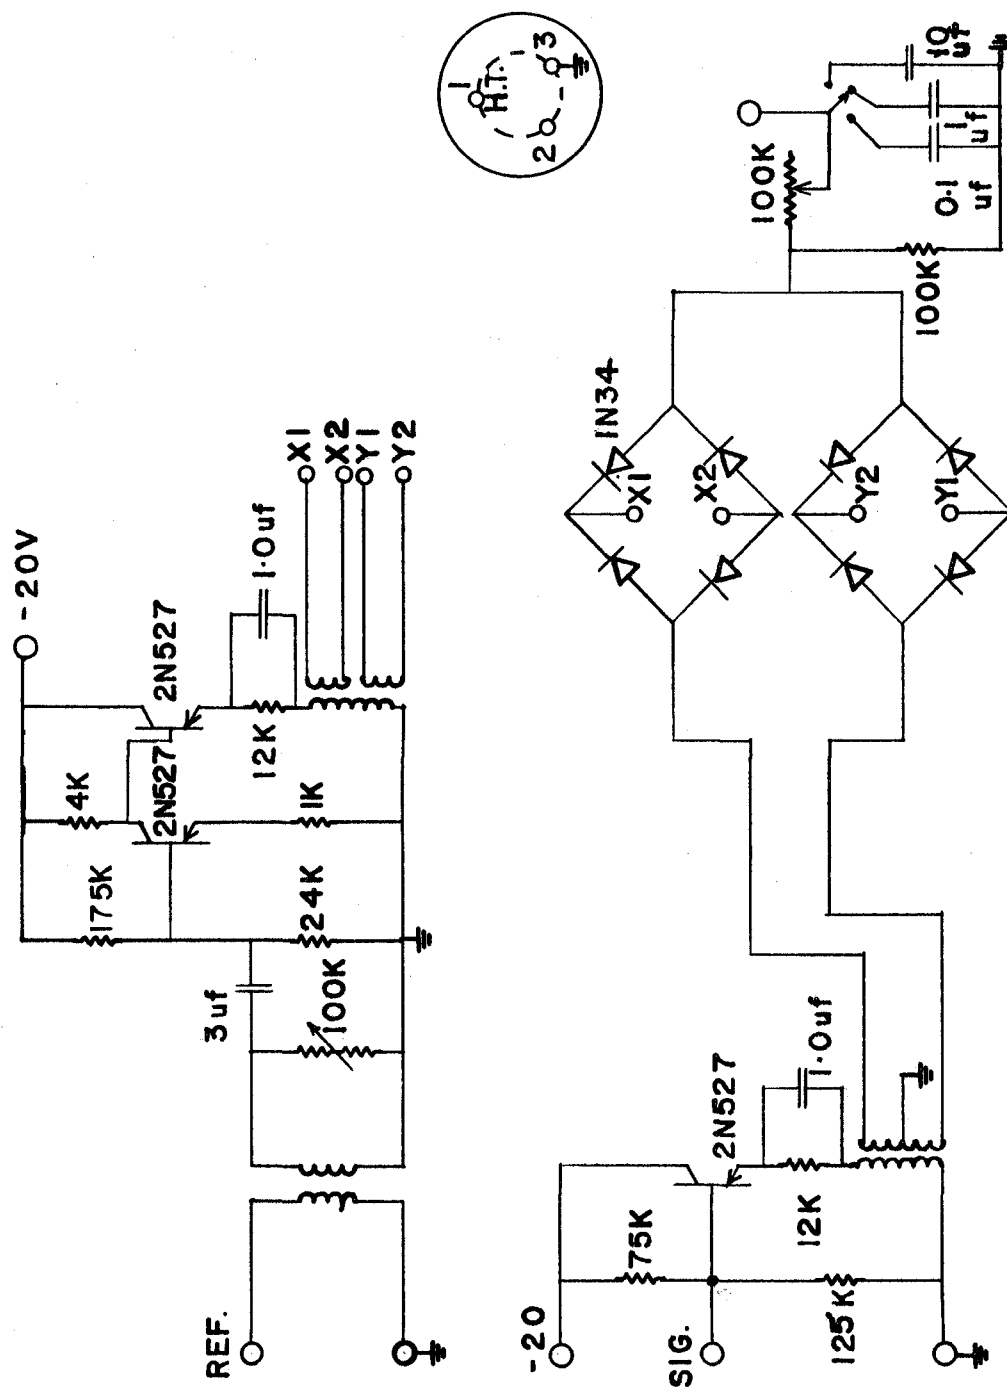 REF.
3uf
100K
175K
24K
4K
2N527
1K
2N527
12K
1.0uf
-20V
X1
X2
Y1
Y2
1
H.T.
2
3
-20
SIG.
75K
125K
2N527
12K
1.0uf
1N34
X1
X2
Y2
Y1
100K
100K
0.1
uf
1
uf
10
uf